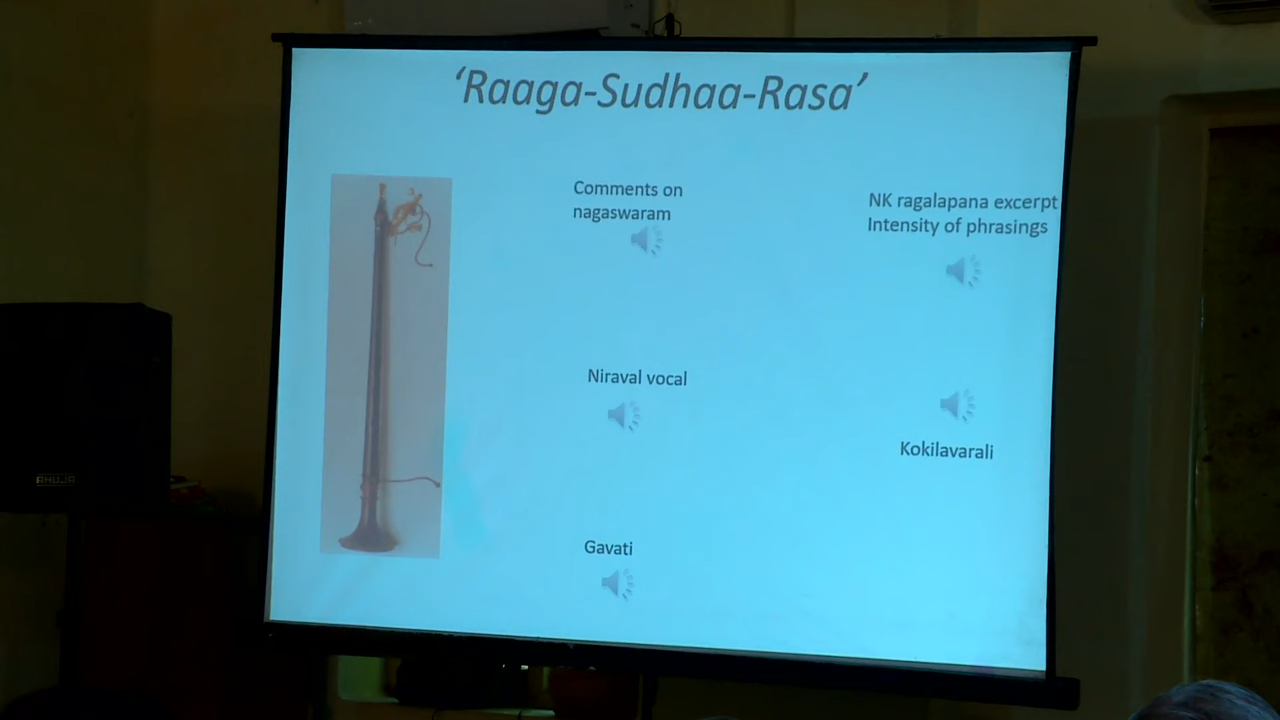 ‘Raaga-Sudhaa-Rasa’
Comments on
nagaswaram
NK ragalapana excerpt
Intensity of phrasings
Niraval vocal
Kokilavarali
Gavati
AHUJA